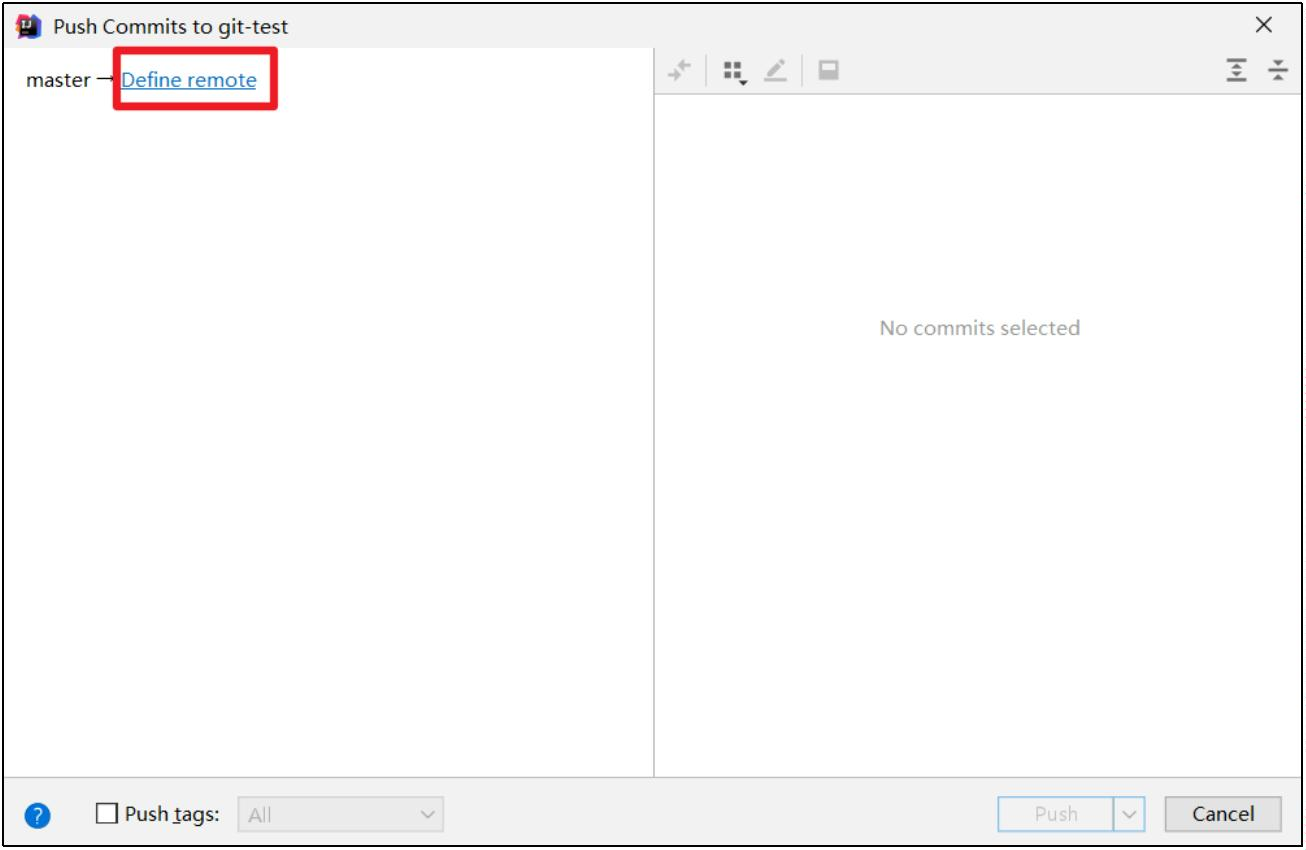 Push Commits to git-test
master → Define remote
No commits selected
? Push tags: All Push Cancel